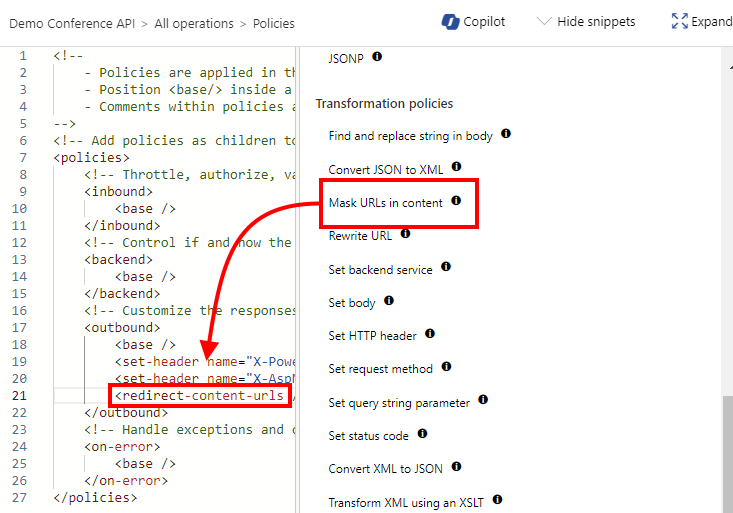 Demo Conference API > All operations > Policies
Copilot
Hide snippets
Expand
1 <!--
2 - Policies are applied in th
3 - Position <base/> inside a
4 - Comments within policies a
5 -->
6 <!-- Add policies as children to
7 <policies>
8 <!-- Throttle, authorize, va
9 <inbound>
10 <base />
11 </inbound>
12 <!-- Control if and how the
13 <backend>
14 <base />
15 </backend>
16 <!-- Customize the responses
17 <outbound>
18 <base />
19 <set-header name="X-Powe
20 <set-header name="X-AspN
21 <redirect-content-urls /
22 </outbound>
23 <!-- Handle exceptions and c
24 <on-error>
25 <base />
26 </on-error>
27 </policies>
JSONP
Transformation policies
Find and replace string in body
Convert JSON to XML
Mask URLs in content
Rewrite URL
Set backend service
Set body
Set HTTP header
Set request method
Set query string parameter
Set status code
Convert XML to JSON
Transform XML using an XSLT